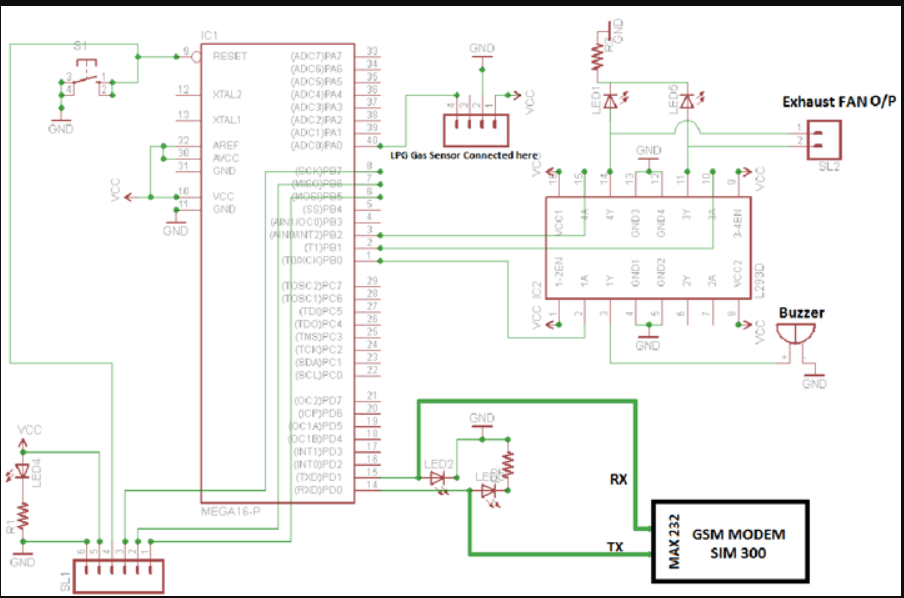 IC1
S1
3
4
1
2
GND
9
RESET
12
XTAL2
13
XTAL1
32
AREF
30
AVCC
31
GND
VCC
10
VCC
11
GND
GND
(ADC7)PA7
33
(ADC6)PA6
34
(ADC5)PA5
35
(ADC4)PA4
36
(ADC3)PA3
37
(ADC2)PA2
38
(ADC1)PA1
39
(ADC0)PA0
40
(SCK)PB7
8
(MISO)PB6
7
(MOSI)PB5
6
(SS)PB4
5
(AIN1/OC0)PB3
4
(AIN0/INT2)PB2
3
(T1)PB1
2
(T0/XCK)PB0
1
(TOSC2)PC7
29
(TOSC1)PC6
28
(TDI)PC5
27
(TDO)PC4
26
(TMS)PC3
25
(TCK)PC2
24
(SDA)PC1
23
(SCL)PC0
22
(OC2)PD7
21
(ICP)PD6
20
(OC1A)PD5
19
(OC1B)PD4
18
(INT1)PD3
17
(INT0)PD2
16
(TXD)PD1
15
(RXD)PD0
14
MEGA16-P
GND
VCC
4
3
2
1
LPG Gas Sensor Connected here
GND
LED1
LED5
Exhaust FAN O/P
1
2
SL2
GND
VCC
VCC
16
15
14
13
12
11
10
9
VCC1
4A
4Y
GND3
GND4
3Y
3A
3-4EN
1-2EN
1A
1Y
GND1
GND2
2Y
2A
VCC2
IC2
L293D
1
2
3
4
5
6
7
8
VCC
GND
VCC
Buzzer
GND
VCC
LED4
R1
GND
6
5
4
3
2
1
SL1
GND
LED2
RX
TX
MAX 232
GSM MODEM
SIM 300